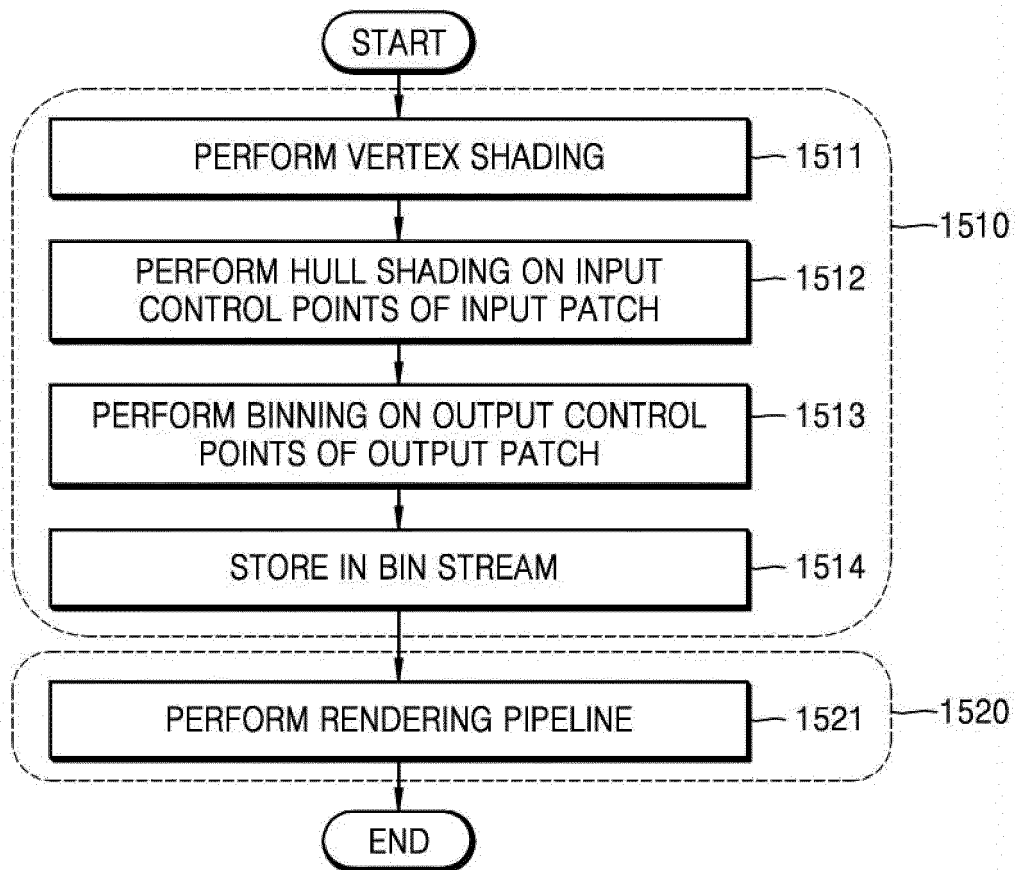 START
PERFORM VERTEX SHADING
1511
1510
PERFORM HULL SHADING ON INPUT
CONTROL POINTS OF INPUT PATCH
1512
PERFORM BINNING ON OUTPUT CONTROL
POINTS OF OUTPUT PATCH
1513
STORE IN BIN STREAM
1514
PERFORM RENDERING PIPELINE
1521
1520
END